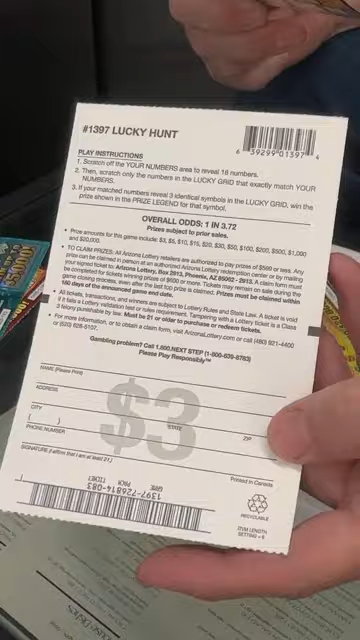 #1397 LUCKY HUNT
6 39299 01397 4
PLAY INSTRUCTIONS
1. Scratch off the YOUR NUMBERS area to reveal 18 numbers.
2. Then, scratch only the numbers in the LUCKY GRID that exactly match YOUR
NUMBERS.
3. If your matched numbers reveal 3 identical symbols in the LUCKY GRID, win the
prize shown in the PRIZE LEGEND for that symbol.
OVERALL ODDS: 1 IN 3.72
Prizes subject to prior sales.
• Prize amounts for this game include: $3, $5, $10, $15, $20, $30, $50, $100, $200, $500, $1,000
and $20,000.
• TO CLAIM PRIZES: All Arizona Lottery retailers are authorized to pay prizes of $599 or less. Any
prize can be claimed in person at an authorized Arizona Lottery redemption center or by mailing
your signed ticket to: Arizona Lottery, Box 2913, Phoenix, AZ 85062 - 2913. A claim form must
be completed for tickets winning prizes of $600 or more. Tickets may remain on sale during the
game closing process, even after the last top prize is claimed. Prizes must be claimed within
180 days of the announced game end date.
• All tickets, transactions, and winners are subject to Lottery Rules and State Law. A ticket is void
if it fails a Lottery validation test or rules requirement. Tampering with a Lottery ticket is a Class
5 felony punishable by law. Must be 21 or older to purchase or redeem tickets.
• For more information, or to obtain a claim form, visit ArizonaLottery.com or call (480) 921-4400
or (520) 628-5107.
Gambling problem? Call 1.800.NEXT STEP (1-800-639-8783)
Please Play Responsibly™
$3
NAME (Please Print)
ADDRESS
CITY
STATE
ZIP
( )
PHONE NUMBER
SIGNATURE (I affirm that I am at least 21.)
Printed in Canada
GAME PACK TICKET
1397-726814-083
RECYCLABLE